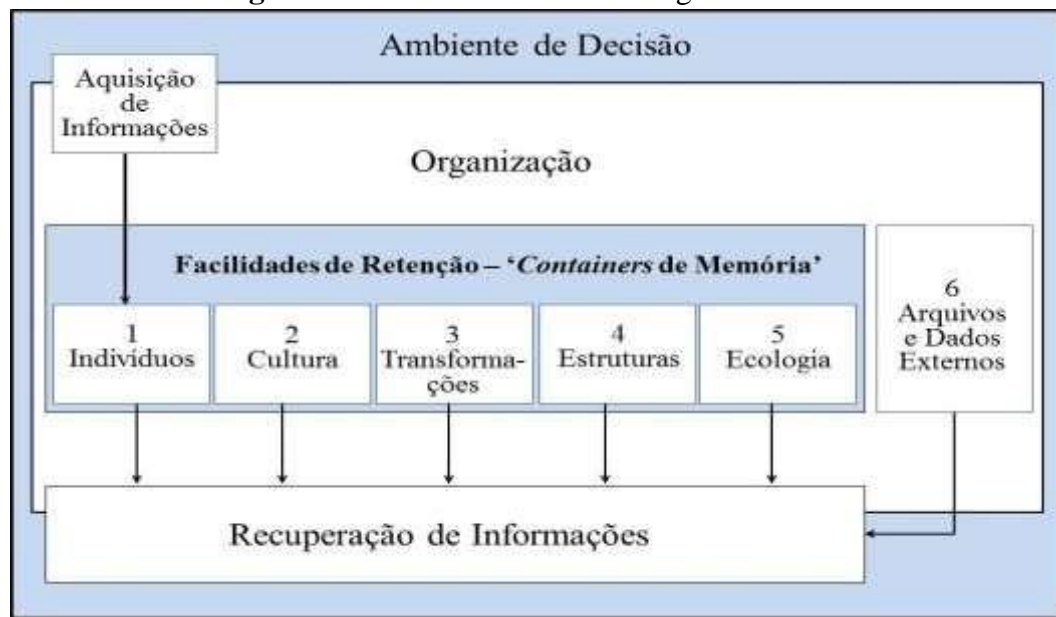 Ambiente de Decisão
Aquisição
de
Informações
Organização
Facilidades de Retenção – ‘Containers de Memória’
1
Indivíduos
2
Cultura
3
Transforma-
ções
4
Estruturas
5
Ecologia
6
Arquivos
e Dados
Externos
Recuperação de Informações